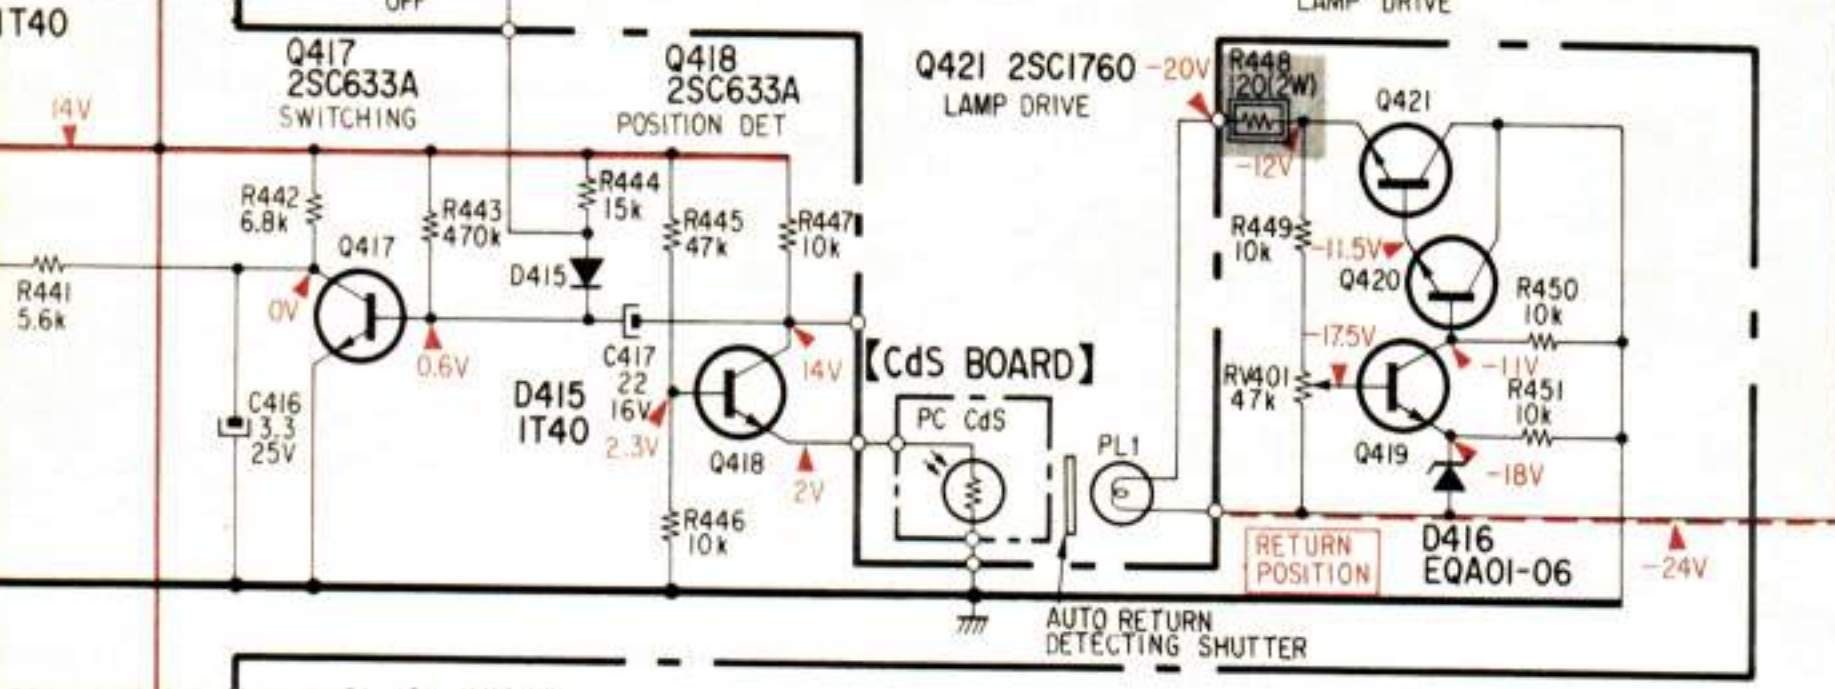 OFF
LAMP DRIVE
1T40
Q417
2SC633A
SWITCHING
Q418
2SC633A
POSITION DET
Q421 2SC1760
LAMP DRIVE
-20V
R448
120(2W)
Q421
14V
-12V
R442
6.8k
R443
470k
R444
15k
R445
47k
R447
10k
R449
10k
-11.5V
Q417
D415
Q420
R450
10k
R441
5.6k
0V
0.6V
C417
22
16V
14V
【CdS BOARD】
-17.5V
-11V
RV401
47k
R451
10k
D415
1T40
2.3V
C416
3.3
25V
PC CdS
PL1
Q418
2V
Q419
-18V
R446
10k
RETURN
POSITION
D416
EQA01-06
-24V
AUTO RETURN
DETECTING SHUTTER